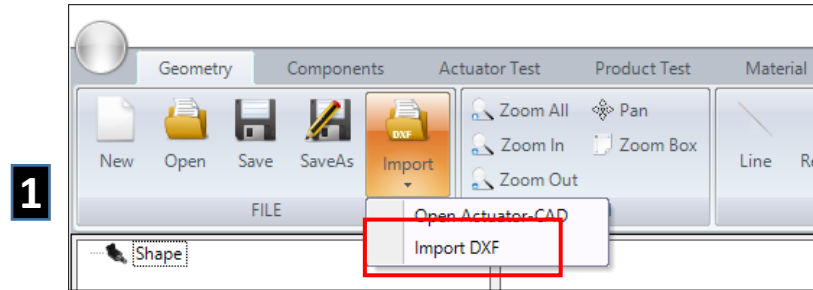 Geometry Components Actuator Test Product Test Material
DXF
Zoom All Pan
Zoom In Zoom Box
New Open Save SaveAs Import Line
Zoom Out
1
FILE
Open Actuator-CAD
Import DXF
Shape